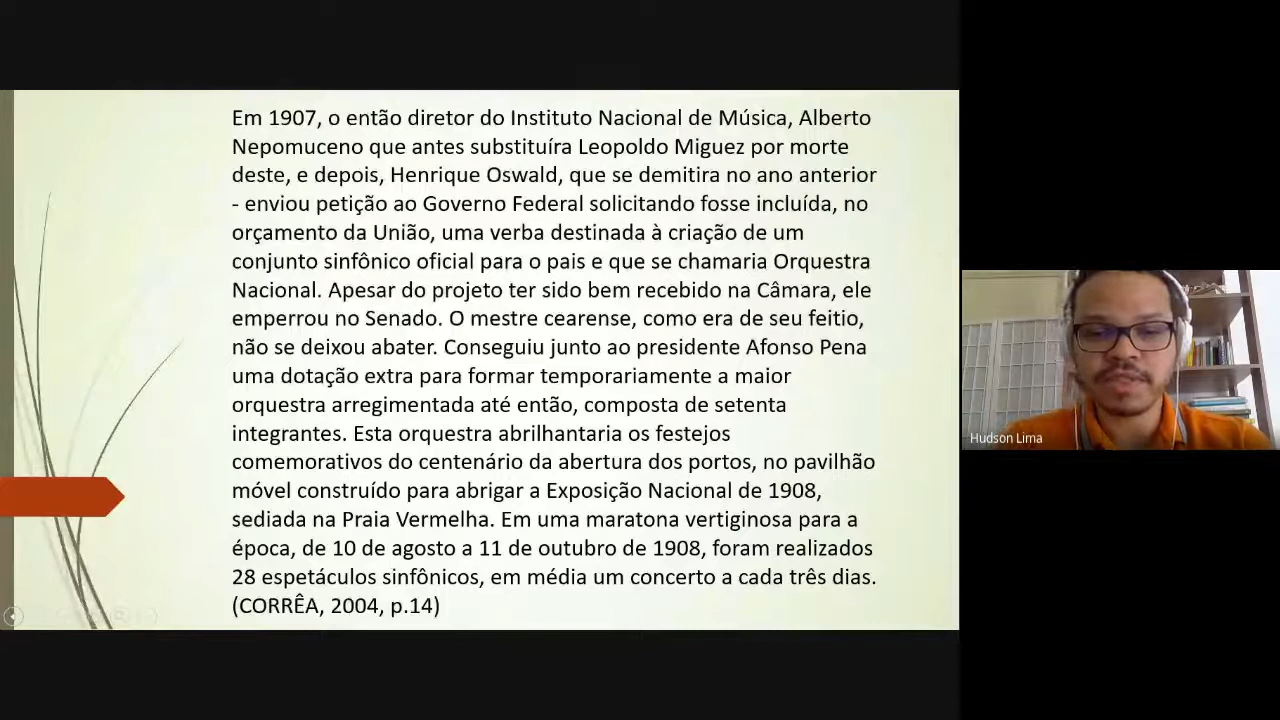 Em 1907, o então diretor do Instituto Nacional de Música, Alberto
Nepomuceno que antes substituíra Leopoldo Miguez por morte
deste, e depois, Henrique Oswald, que se demitira no ano anterior
- enviou petição ao Governo Federal solicitando fosse incluída, no
orçamento da União, uma verba destinada à criação de um
conjunto sinfônico oficial para o pais e que se chamaria Orquestra
Nacional. Apesar do projeto ter sido bem recebido na Câmara, ele
emperrou no Senado. O mestre cearense, como era de seu feitio,
não se deixou abater. Conseguiu junto ao presidente Afonso Pena
uma dotação extra para formar temporariamente a maior
orquestra arregimentada até então, composta de setenta
integrantes. Esta orquestra abrilhantaria os festejos
comemorativos do centenário da abertura dos portos, no pavilhão
móvel construído para abrigar a Exposição Nacional de 1908,
sediada na Praia Vermelha. Em uma maratona vertiginosa para a
época, de 10 de agosto a 11 de outubro de 1908, foram realizados
28 espetáculos sinfônicos, em média um concerto a cada três dias.
(CORRÊA, 2004, p.14)
Hudson Lima